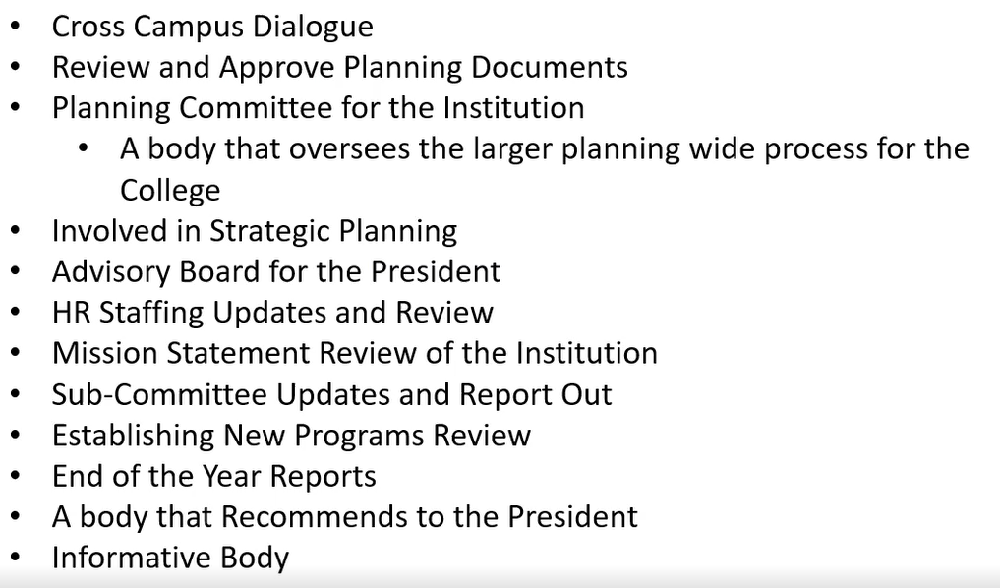 • Cross Campus Dialogue
• Review and Approve Planning Documents
• Planning Committee for the Institution
• A body that oversees the larger planning wide process for the
College
• Involved in Strategic Planning
• Advisory Board for the President
• HR Staffing Updates and Review
• Mission Statement Review of the Institution
• Sub-Committee Updates and Report Out
• Establishing New Programs Review
• End of the Year Reports
• A body that Recommends to the President
• Informative Body